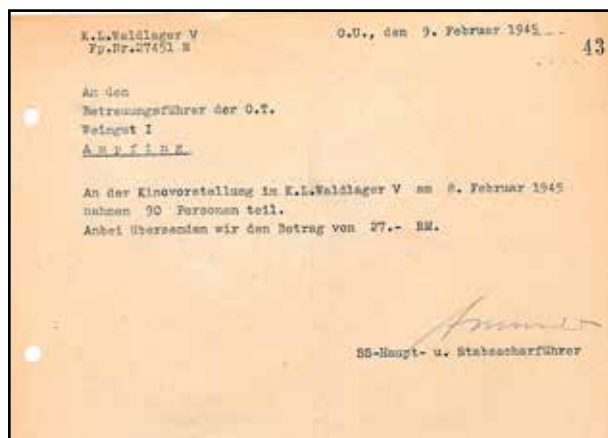 K.L.Waldlager V
O.U., den 9. Februar 1945
Fp.Nr.27451
43
An den
Betreuungsführer der O.T.
Weingut I
Ampfing
An der Kinovorstellung im K.L.Waldlager V am 8. Februar 1945
nahmen 90 Personen teil.
Anbei übersenden wir den Betrag von 27.- RM.
SS-Haupt- u. Stabsscharführer